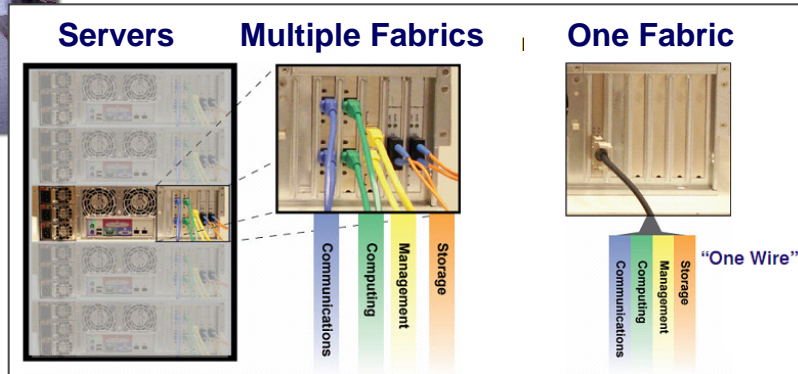 Servers
Multiple Fabrics
One Fabric
Communications
Computing
Management
Storage
Communications
Computing
Management
Storage
“One Wire”